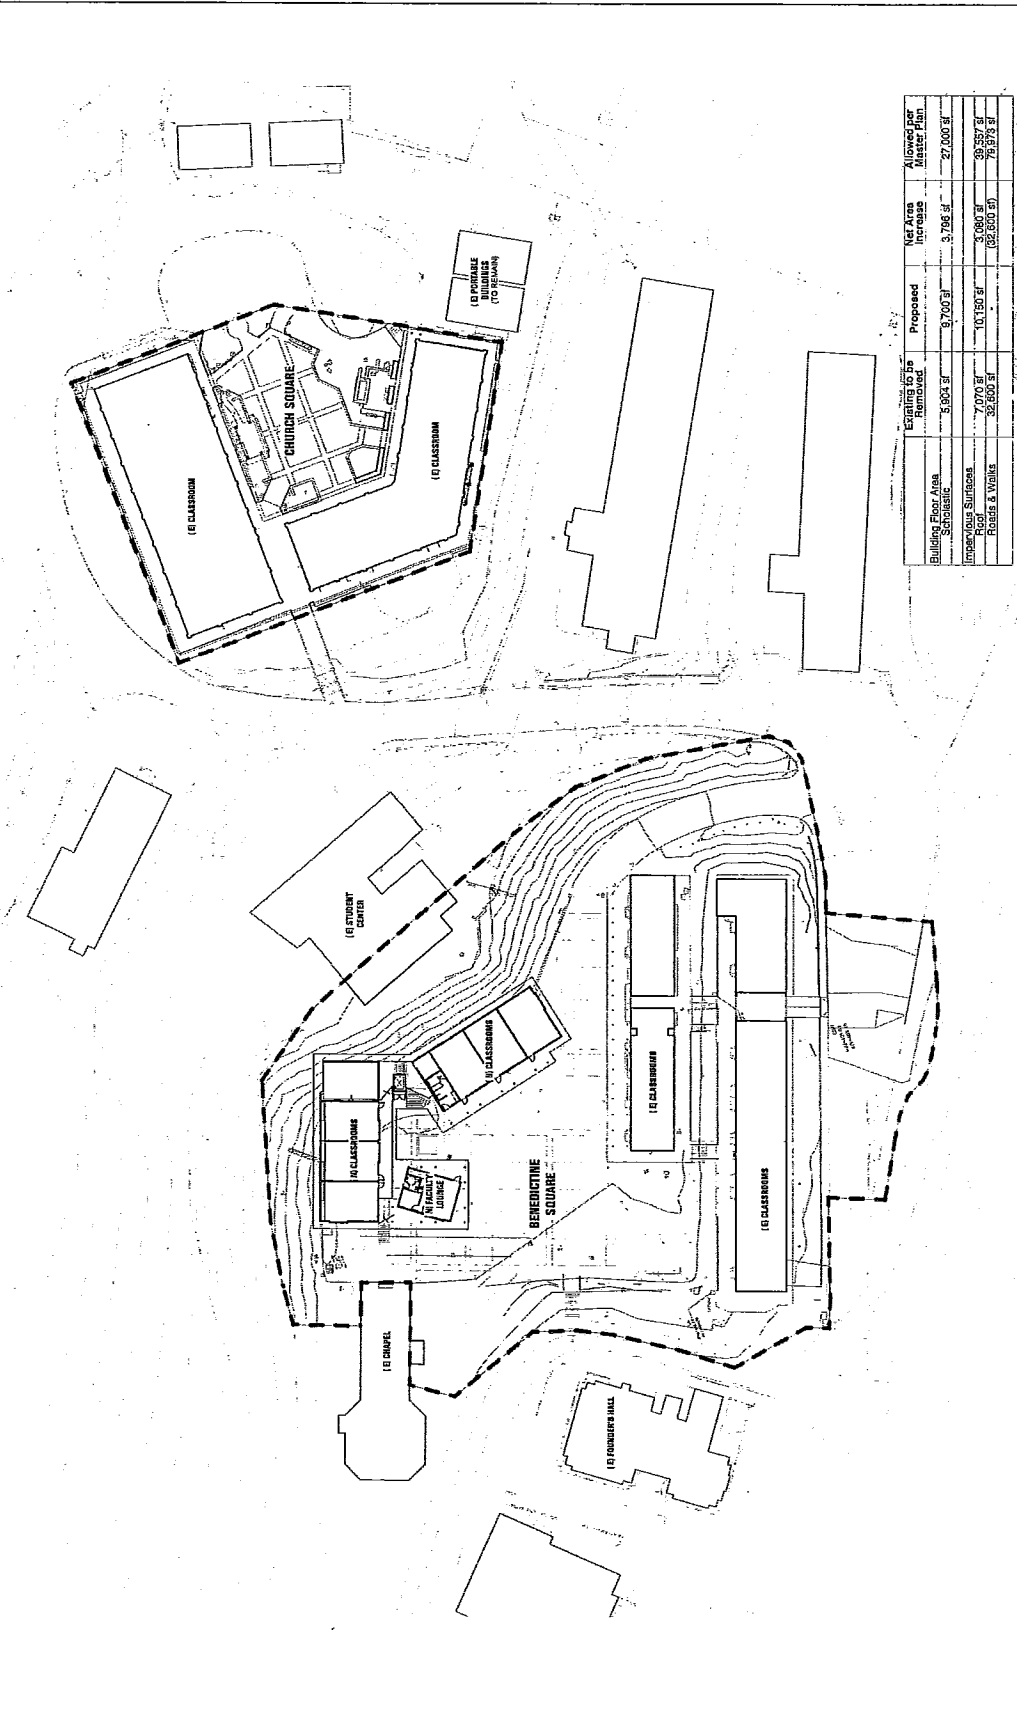 (E) CLASSROOM
CHURCH SQUARE
(E) CLASSROOM
(E) PORTABLE
BUILDINGS
(TO REMAIN)
(E) STUDENT
CENTER
(N) CLASSROOMS
(N) CLASSROOMS
(N) FACULTY
LOUNGE
BENEDICTINE
SQUARE
(E) CLASSROOMS
(E) CLASSROOMS
(E) CHAPEL
(E) FOUNDER'S HALL
Existing to be Removed Proposed Net Area Increase Allowed per Master Plan
Building Floor Area
Scholastic 5,904 sf 9,700 sf 3,796 sf 27,000 sf
Impervious Surfaces
Roof 7,070 sf 10,150 sf 3,080 sf 39,557 sf
Roads & Walks 32,600 sf - (32,600 sf) 79,973 sf